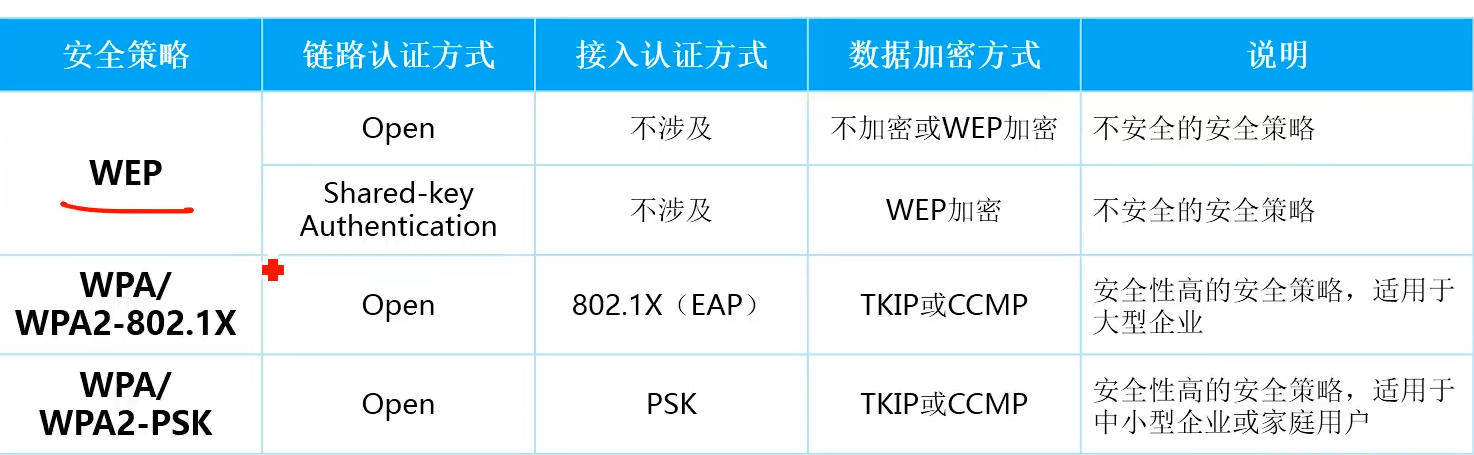 安全策略 链路认证方式 接入认证方式 数据加密方式 说明
WEP
Open 不涉及 不加密或WEP加密 不安全的安全策略
Shared-key
Authentication
不涉及 WEP加密 不安全的安全策略
WPA/
WPA2-802.1X
Open 802.1X（EAP） TKIP或CCMP
安全性高的安全策略，适用于
大型企业
WPA/
WPA2-PSK
Open PSK TKIP或CCMP
安全性高的安全策略，适用于
中小型企业或家庭用户